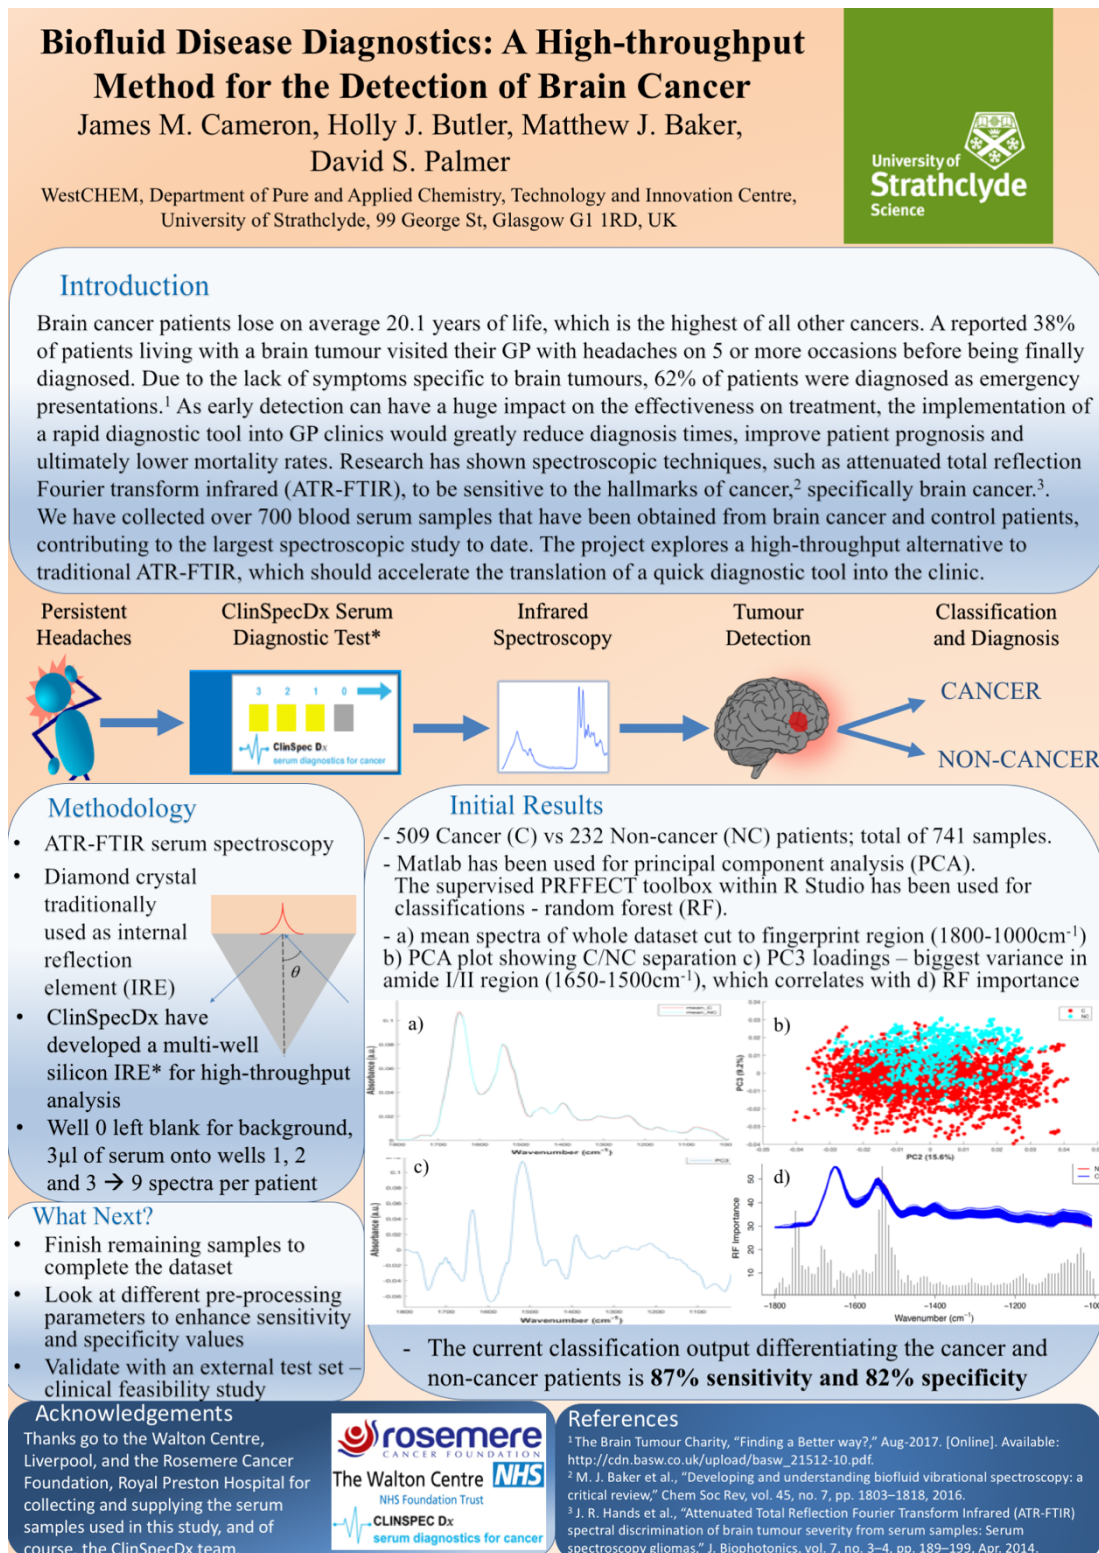 Biofluid Disease Diagnostics: A High-throughput
Method for the Detection of Brain Cancer
James M. Cameron, Holly J. Butler, Matthew J. Baker,
David S. Palmer
WestCHEM, Department of Pure and Applied Chemistry, Technology and Innovation Centre,
University of Strathclyde, 99 George St, Glasgow G1 1RD, UK
University of
Strathclyde
Science
Introduction
Brain cancer patients lose on average 20.1 years of life, which is the highest of all other cancers. A reported 38%
of patients living with a brain tumour visited their GP with headaches on 5 or more occasions before being finally
diagnosed. Due to the lack of symptoms specific to brain tumours, 62% of patients were diagnosed as emergency
presentations.¹ As early detection can have a huge impact on the effectiveness on treatment, the implementation of
a rapid diagnostic tool into GP clinics would greatly reduce diagnosis times, improve patient prognosis and
ultimately lower mortality rates. Research has shown spectroscopic techniques, such as attenuated total reflection
Fourier transform infrared (ATR-FTIR), to be sensitive to the hallmarks of cancer,² specifically brain cancer.³.
We have collected over 700 blood serum samples that have been obtained from brain cancer and control patients,
contributing to the largest spectroscopic study to date. The project explores a high-throughput alternative to
traditional ATR-FTIR, which should accelerate the translation of a quick diagnostic tool into the clinic.
Persistent
Headaches
ClinSpecDx Serum
Diagnostic Test*
Infrared
Spectroscopy
Tumour
Detection
Classification
and Diagnosis
3 2 1 0
ClinSpec Dx
serum diagnostics for cancer
CANCER
NON-CANCER
Methodology
• ATR-FTIR serum spectroscopy
• Diamond crystal
traditionally
used as internal
reflection
element (IRE)
θ
• ClinSpecDx have
developed a multi-well
silicon IRE* for high-throughput
analysis
• Well 0 left blank for background,
3µl of serum onto wells 1, 2
and 3 → 9 spectra per patient
What Next?
• Finish remaining samples to
complete the dataset
• Look at different pre-processing
parameters to enhance sensitivity
and specificity values
• Validate with an external test set –
clinical feasibility study
Initial Results
- 509 Cancer (C) vs 232 Non-cancer (NC) patients; total of 741 samples.
- Matlab has been used for principal component analysis (PCA).
The supervised PRFFECT toolbox within R Studio has been used for
classifications - random forest (RF).
- a) mean spectra of whole dataset cut to fingerprint region (1800-1000cm⁻¹)
b) PCA plot showing C/NC separation c) PC3 loadings – biggest variance in
amide I/II region (1650-1500cm⁻¹), which correlates with d) RF importance
a)
mean_C
mean_NC
Absorbance (a.u.)
Wavenumber (cm⁻¹)
b)
C
NC
PC3 (9.2%)
PC2 (15.6%)
c)
PC3
Absorbance (a.u.)
Wavenumber (cm⁻¹)
d)
RF Importance
50
40
30
20
10
−1800 −1600 −1400 −1200
Wavenumber (cm⁻¹)
- The current classification output differentiating the cancer and
non-cancer patients is 87% sensitivity and 82% specificity
Acknowledgements
Thanks go to the Walton Centre,
Liverpool, and the Rosemere Cancer
Foundation, Royal Preston Hospital for
collecting and supplying the serum
samples used in this study, and of
course, the ClinSpecDx team
rosemere
CANCER FOUNDATION
The Walton Centre NHS
NHS Foundation Trust
CLINSPEC Dx
serum diagnostics for cancer
References
¹ The Brain Tumour Charity, “Finding a Better way?,” Aug-2017. [Online]. Available:
http://cdn.basw.co.uk/upload/basw_21512-10.pdf.
² M. J. Baker et al., “Developing and understanding biofluid vibrational spectroscopy: a
critical review,” Chem Soc Rev, vol. 45, no. 7, pp. 1803–1818, 2016.
³ J. R. Hands et al., “Attenuated Total Reflection Fourier Transform Infrared (ATR-FTIR)
spectral discrimination of brain tumour severity from serum samples: Serum
spectroscopy gliomas,” J. Biophotonics, vol. 7, no. 3–4, pp. 189–199, Apr. 2014.